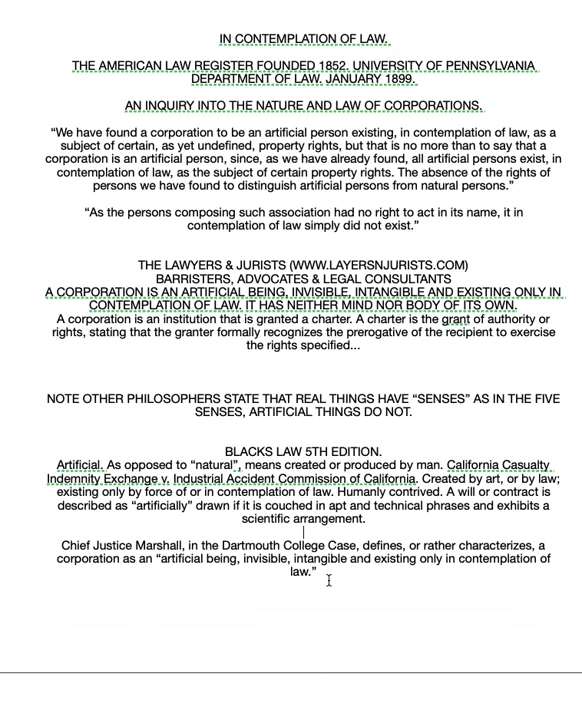 IN CONTEMPLATION OF LAW.
THE AMERICAN LAW REGISTER FOUNDED 1852. UNIVERSITY OF PENNSYLVANIA
DEPARTMENT OF LAW. JANUARY 1899.
AN INQUIRY INTO THE NATURE AND LAW OF CORPORATIONS.
“We have found a corporation to be an artificial person existing, in contemplation of law, as a
subject of certain, as yet undefined, property rights, but that is no more than to say that a
corporation is an artificial person, since, as we have already found, all artificial persons exist, in
contemplation of law, as the subject of certain property rights. The absence of the rights of
persons we have found to distinguish artificial persons from natural persons.”
“As the persons composing such association had no right to act in its name, it in
contemplation of law simply did not exist.”
THE LAWYERS & JURISTS (WWW.LAYERSNJURISTS.COM)
BARRISTERS, ADVOCATES & LEGAL CONSULTANTS
A CORPORATION IS AN ARTIFICIAL BEING, INVISIBLE, INTANGIBLE AND EXISTING ONLY IN
CONTEMPLATION OF LAW. IT HAS NEITHER MIND NOR BODY OF ITS OWN.
A corporation is an institution that is granted a charter. A charter is the grant of authority or
rights, stating that the granter formally recognizes the prerogative of the recipient to exercise
the rights specified...
NOTE OTHER PHILOSOPHERS STATE THAT REAL THINGS HAVE “SENSES” AS IN THE FIVE
SENSES, ARTIFICIAL THINGS DO NOT.
BLACKS LAW 5TH EDITION.
Artificial. As opposed to “natural”, means created or produced by man. California Casualty
Indemnity Exchange v. Industrial Accident Commission of California. Created by art, or by law;
existing only by force of or in contemplation of law. Humanly contrived. A will or contract is
described as “artificially” drawn if it is couched in apt and technical phrases and exhibits a
scientific arrangement.
Chief Justice Marshall, in the Dartmouth College Case, defines, or rather characterizes, a
corporation as an “artificial being, invisible, intangible and existing only in contemplation of
law.”